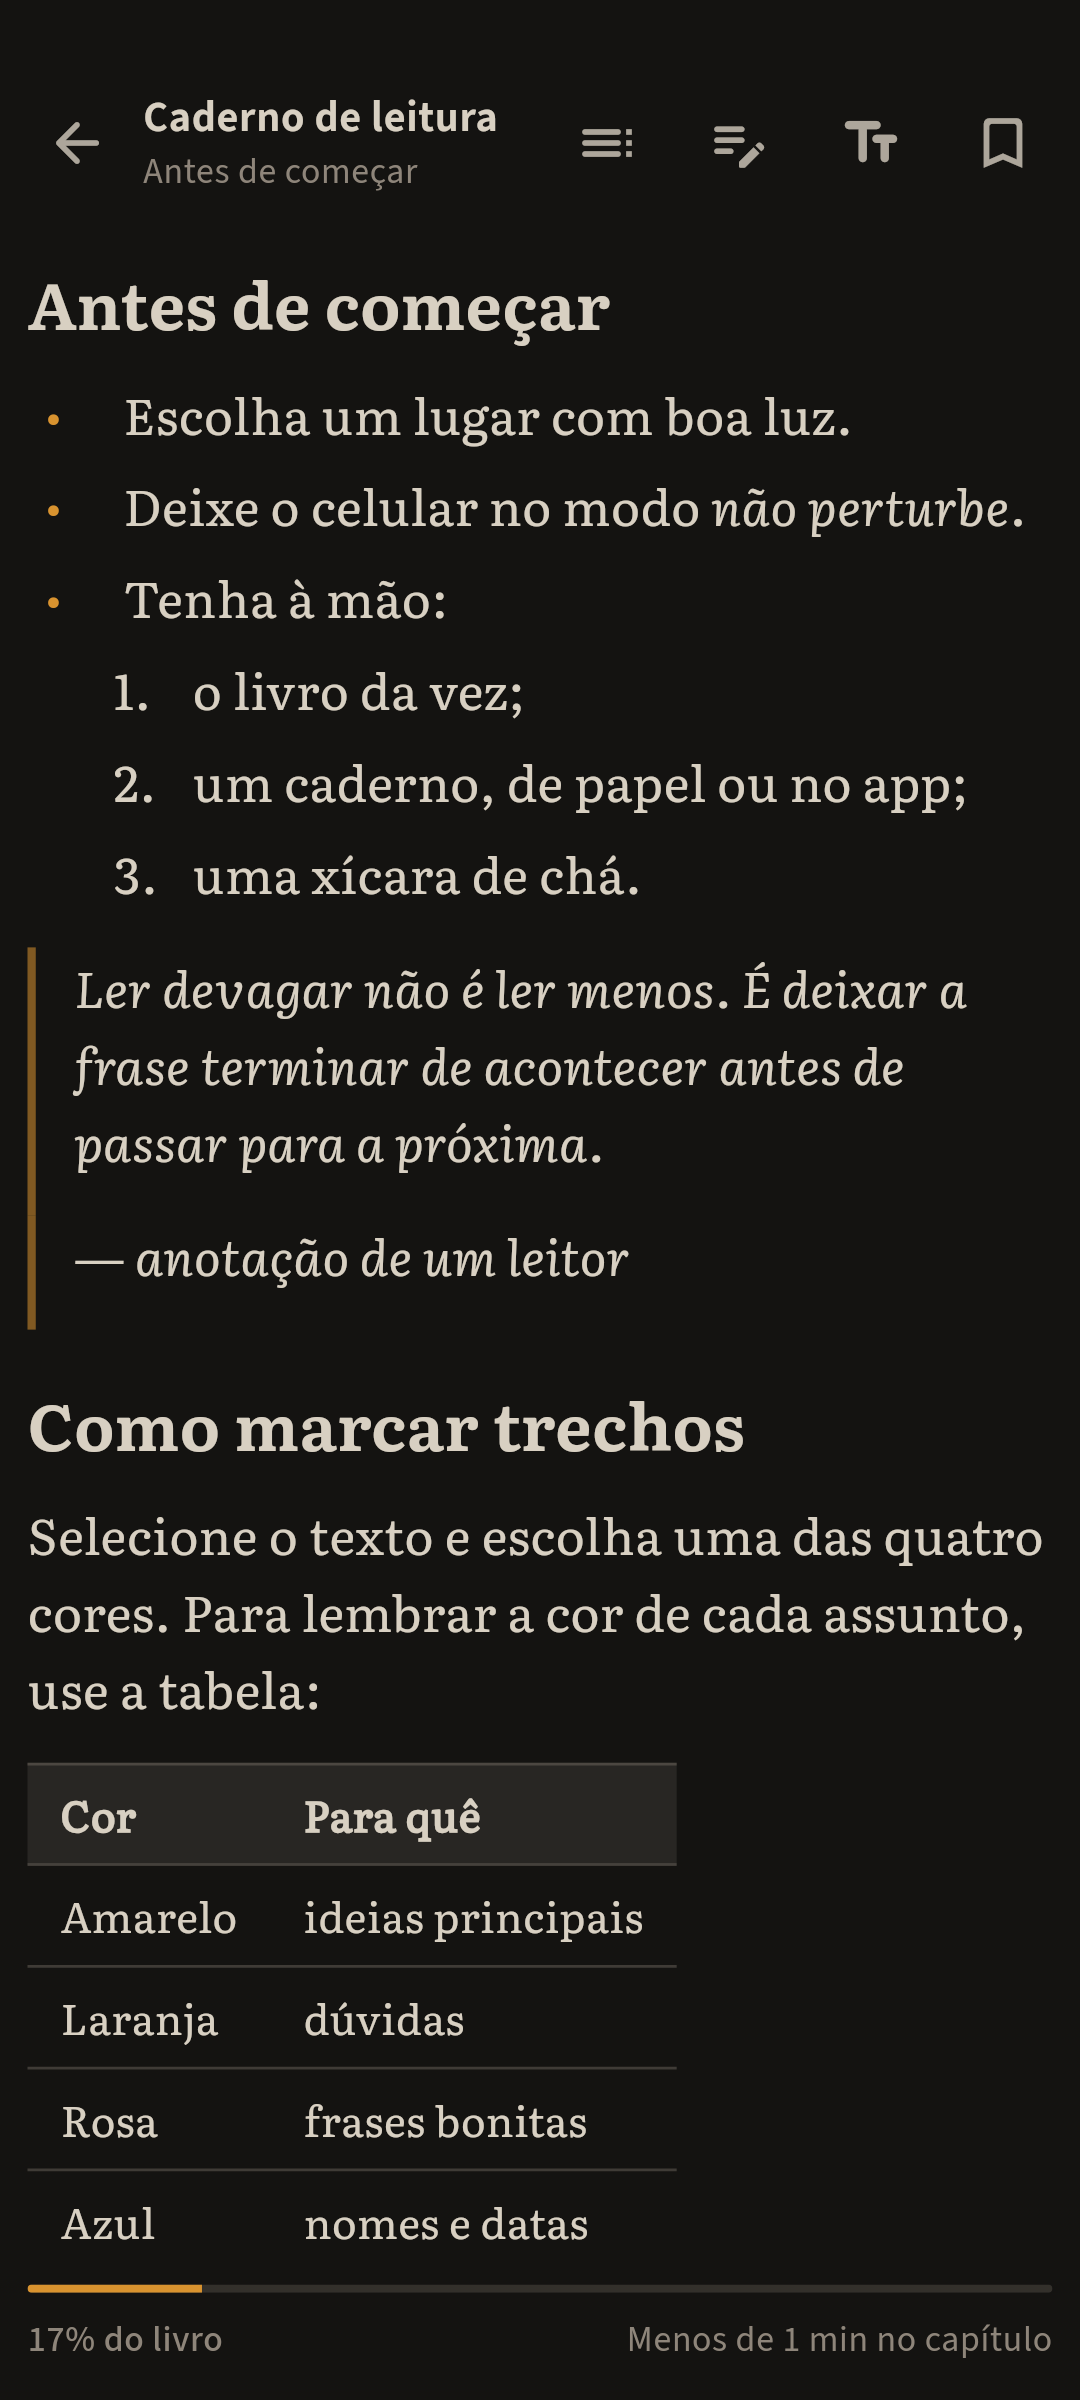 Caderno de leitura
Antes de começar
Antes de começar
• Escolha um lugar com boa luz.
• Deixe o celular no modo não perturbe.
• Tenha à mão:
1. o livro da vez;
2. um caderno, de papel ou no app;
3. uma xícara de chá.
Ler devagar não é ler menos. É deixar a
frase terminar de acontecer antes de
passar para a próxima.
— anotação de um leitor
Como marcar trechos
Selecione o texto e escolha uma das quatro
cores. Para lembrar a cor de cada assunto,
use a tabela:
Cor Para quê
Amarelo ideias principais
Laranja dúvidas
Rosa frases bonitas
Azul nomes e datas
17% do livro Menos de 1 min no capítulo